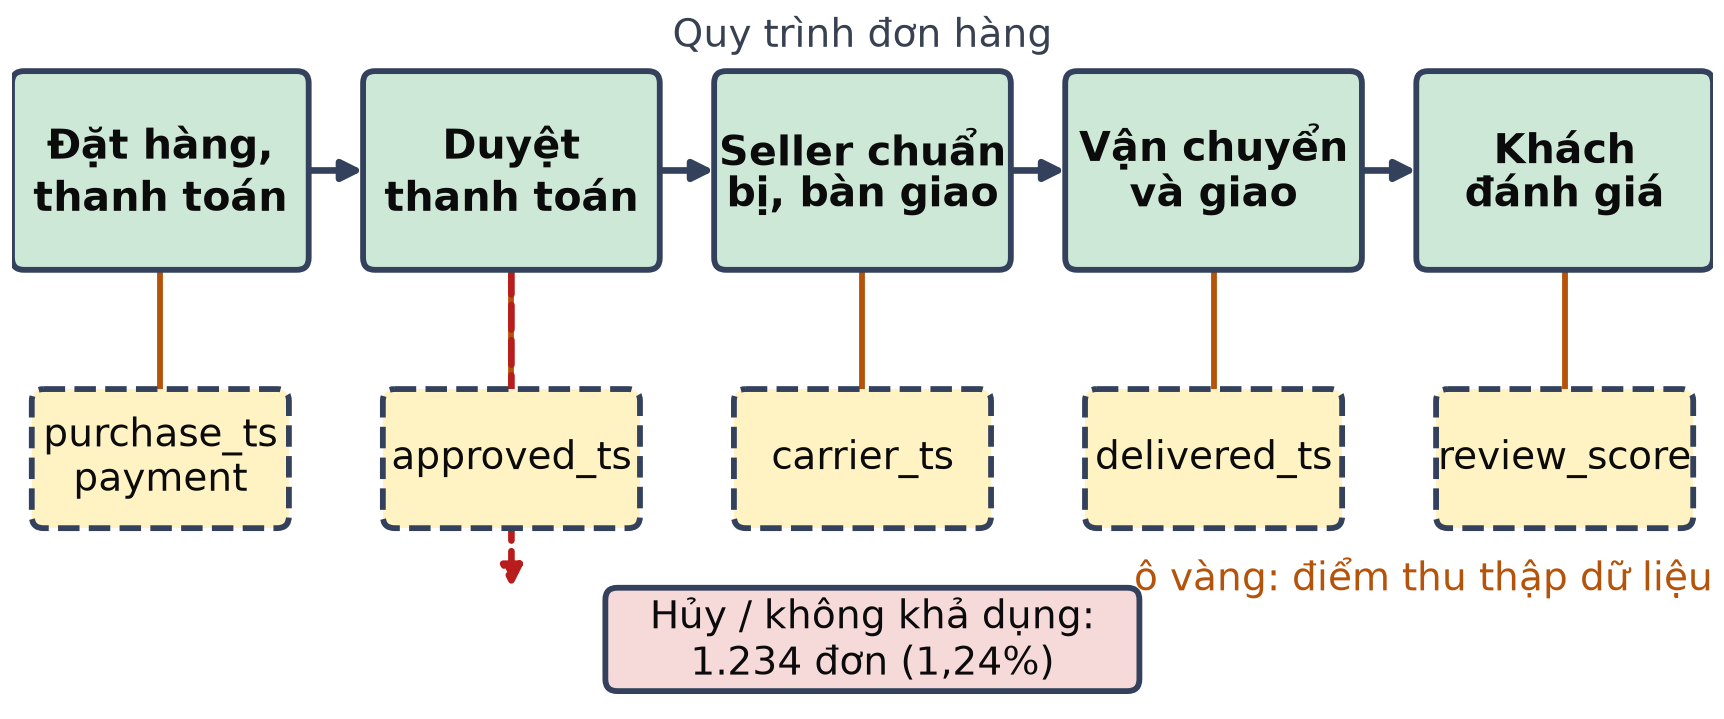 Quy trình đơn hàng
Đặt hàng,
thanh toán
Duyệt
thanh toán
Seller chuẩn
bị, bàn giao
Vận chuyển
và giao
Khách
đánh giá
purchase_ts
payment
approved_ts
carrier_ts
delivered_ts
review_score
ô vàng: điểm thu thập dữ liệu
Hủy / không khả dụng:
1.234 đơn (1,24%)